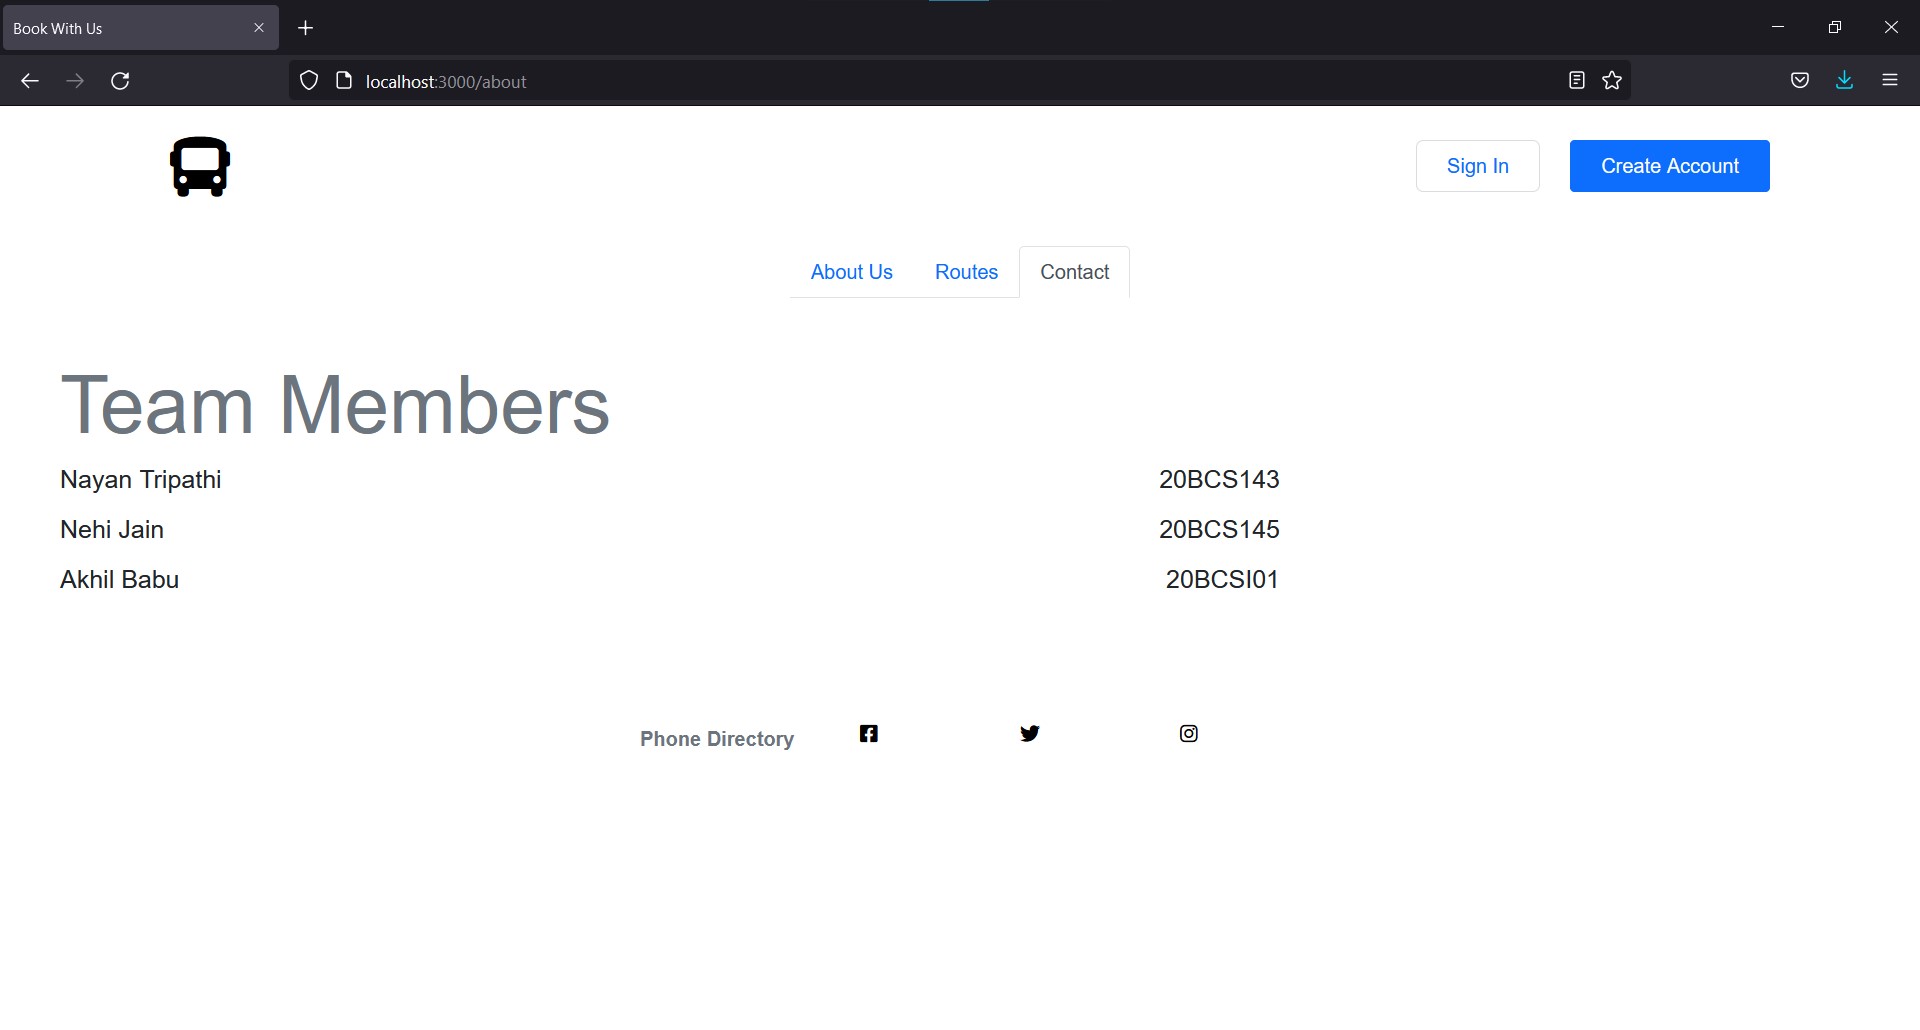 Book With Us
localhost:3000/about
Sign In
Create Account
About Us
Routes
Contact
Team Members
Nayan Tripathi 20BCS143
Nehi Jain 20BCS145
Akhil Babu 20BCSI01
Phone Directory